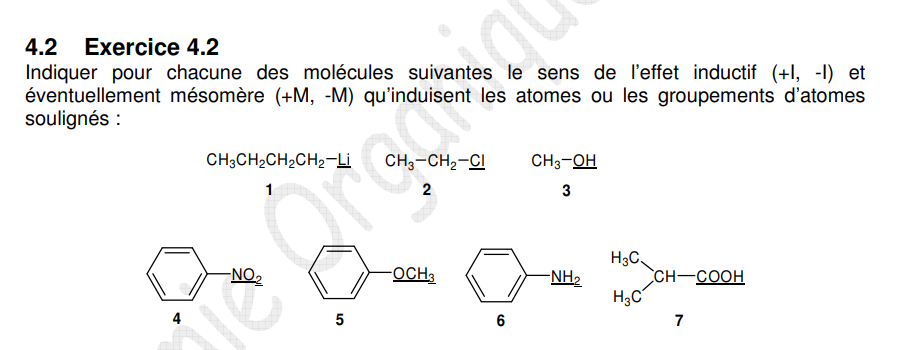 4.2 Exercice 4.2
Indiquer pour chacune des molécules suivantes le sens de l'effet inductif (+I, -I) et
éventuellement mésomère (+M, -M) qu'induisent les atomes ou les groupements d'atomes
soulignés :
CH₃CH₂CH₂CH₂–Li CH₃–CH₂–Cl CH₃–OH
1 2 3
NO₂ OCH₃ NH₂ H₃C H₃C CH–COOH
4 5 6 7
nie Organique